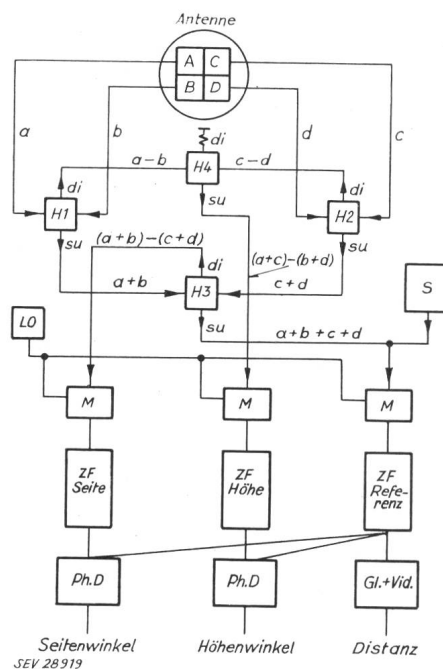 Antenne
A C
B D
a b d c
di
H4
a–b c–d
di di
H1 H2
su su su
(a+b)–(c+d) (a+c)–(b+d)
di
a+b H3 c+d
S
su
LO a+b+c+d
M M M
ZF Seite
ZF Höhe
ZF Refe-
renz
Ph.D Ph.D Gl.+Vid.
Seitenwinkel Höhenwinkel Distanz
SEV 28919